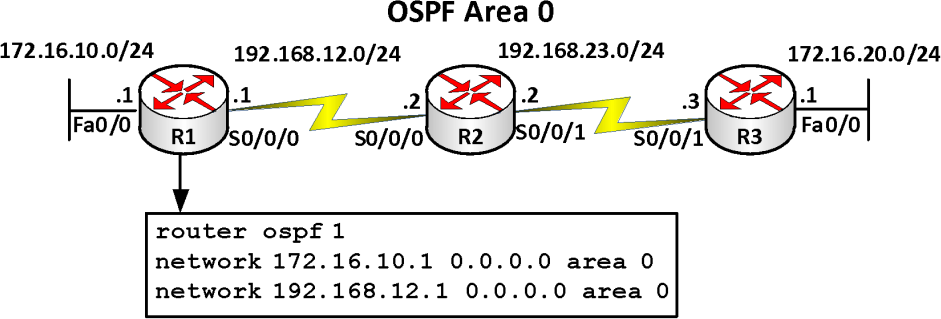 OSPF Area 0
172.16.10.0/24
192.168.12.0/24
192.168.23.0/24
172.16.20.0/24
.1
.1
.2
.2
.3
.1
Fa0/0
R1
S0/0/0
S0/0/0
R2
S0/0/1
S0/0/1
R3
Fa0/0
router ospf 1
network 172.16.10.1 0.0.0.0 area 0
network 192.168.12.1 0.0.0.0 area 0